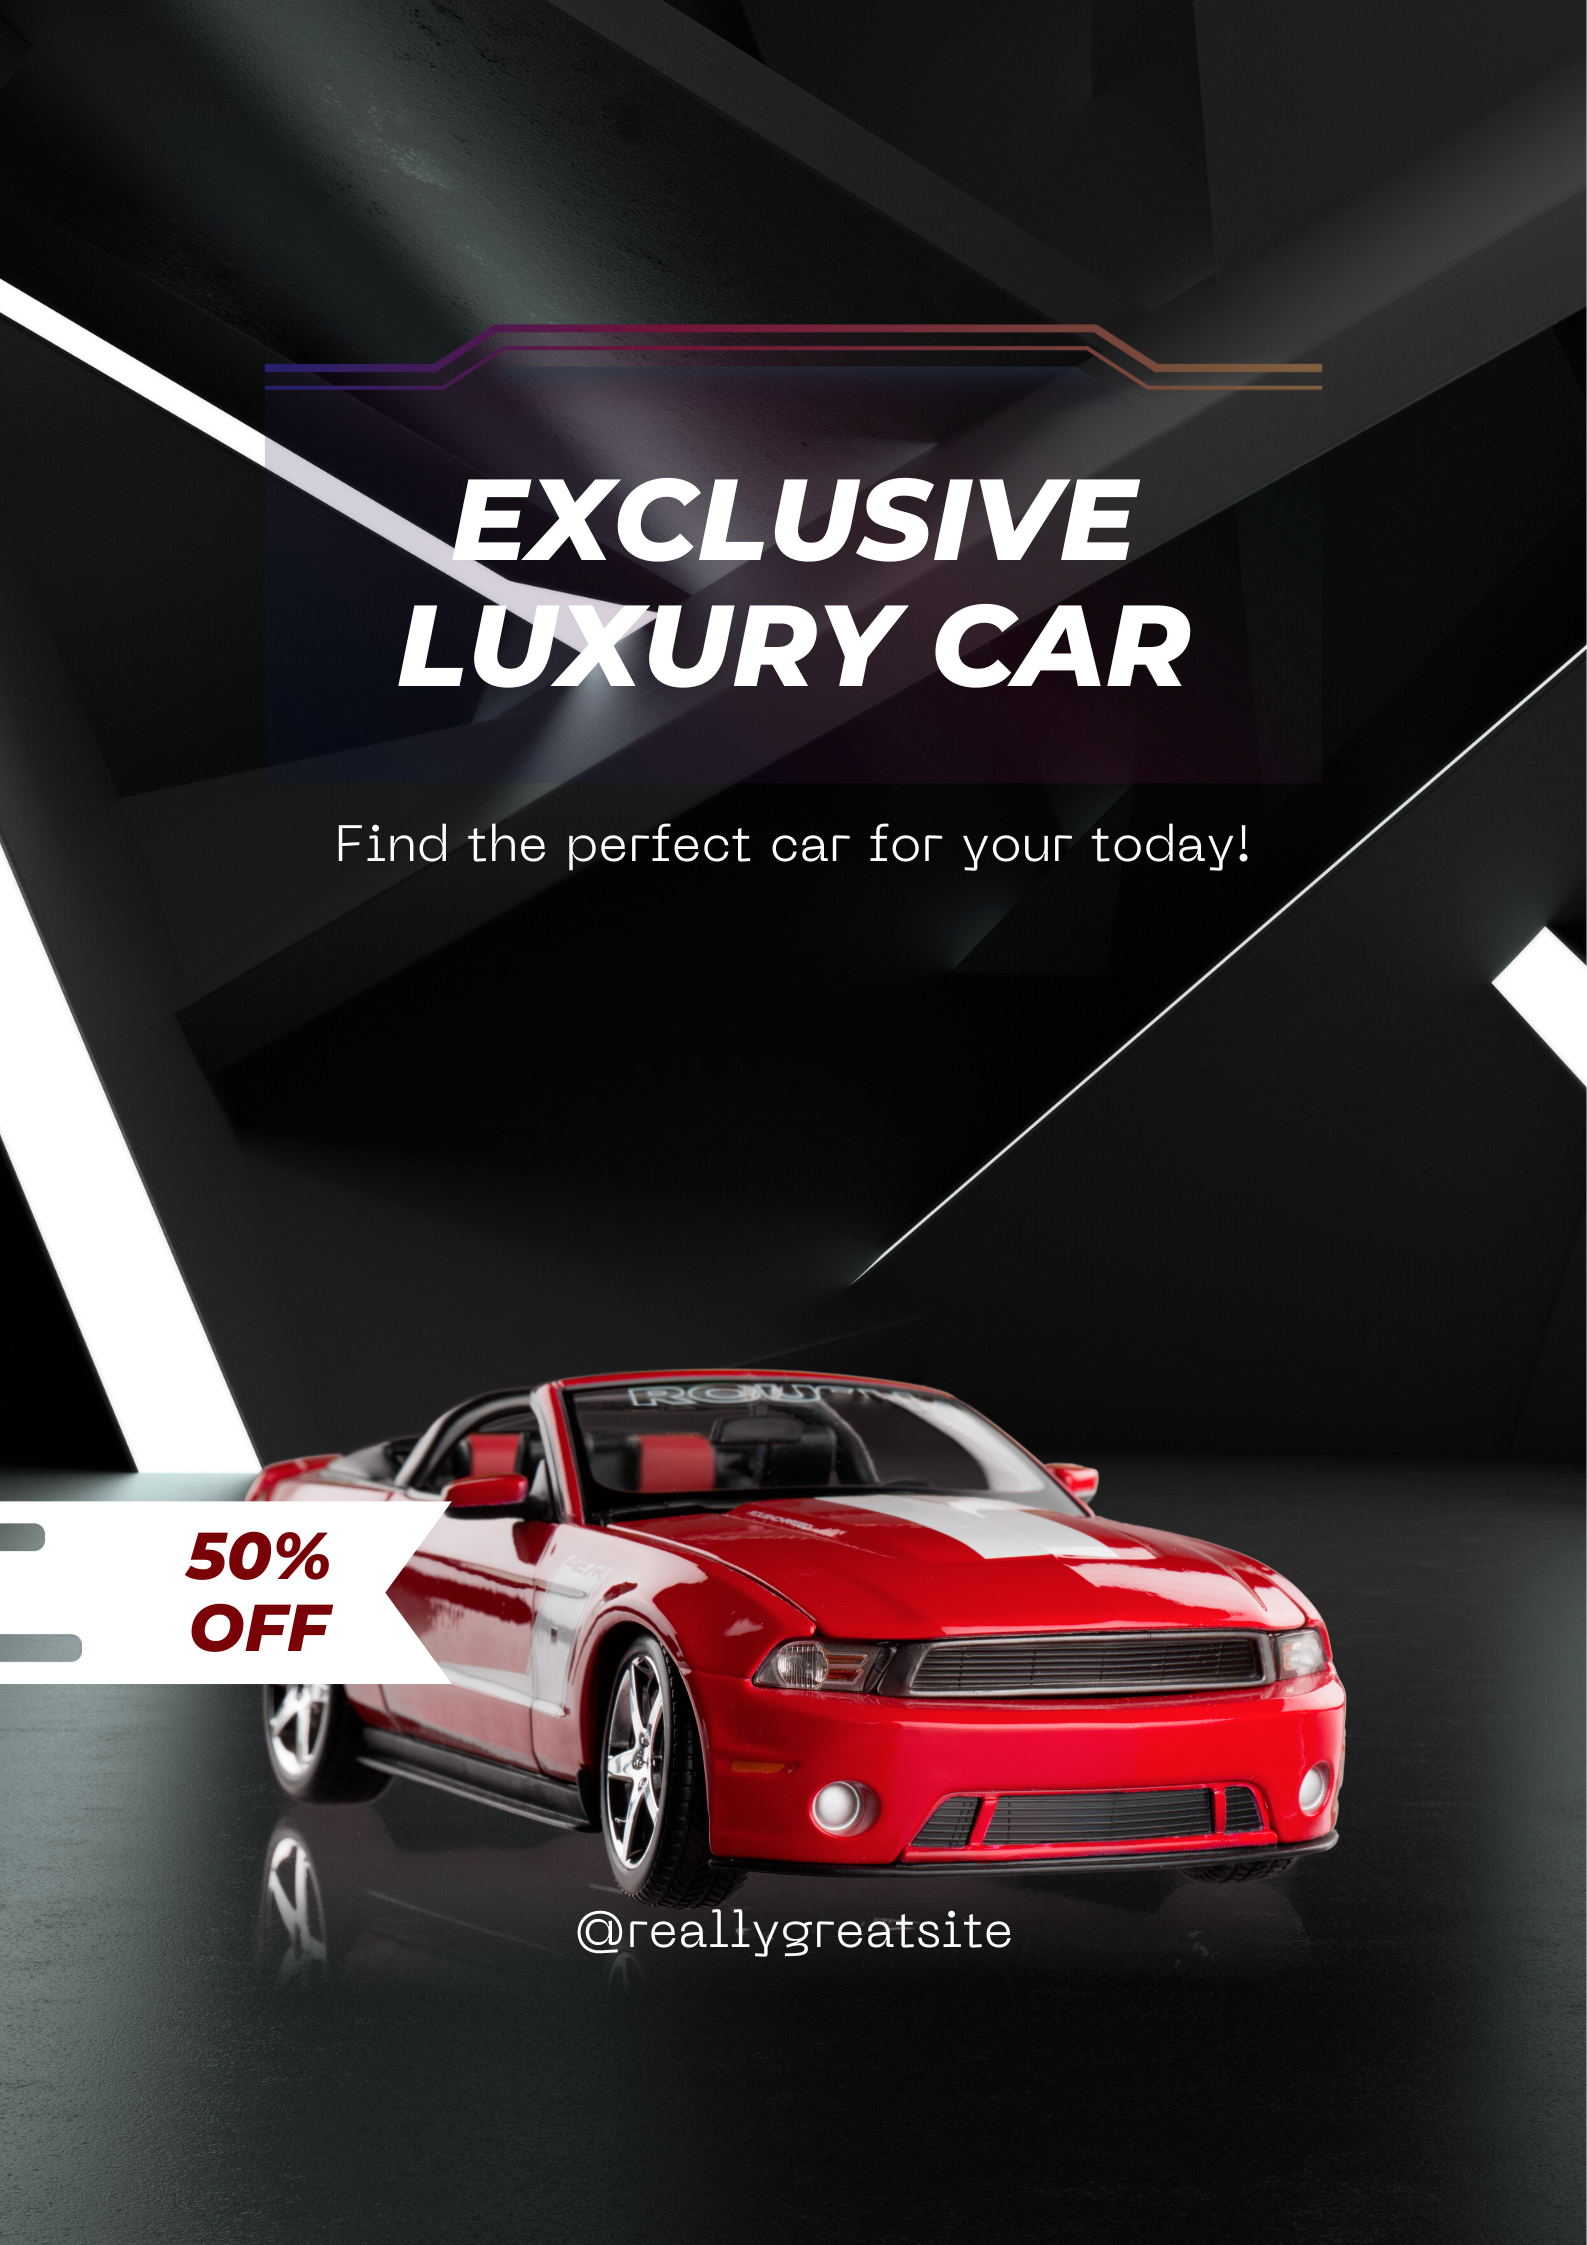 EXCLUSIVE
LUXURY CAR
Find the perfect car for your today!
50%
OFF
@reallygreatsite